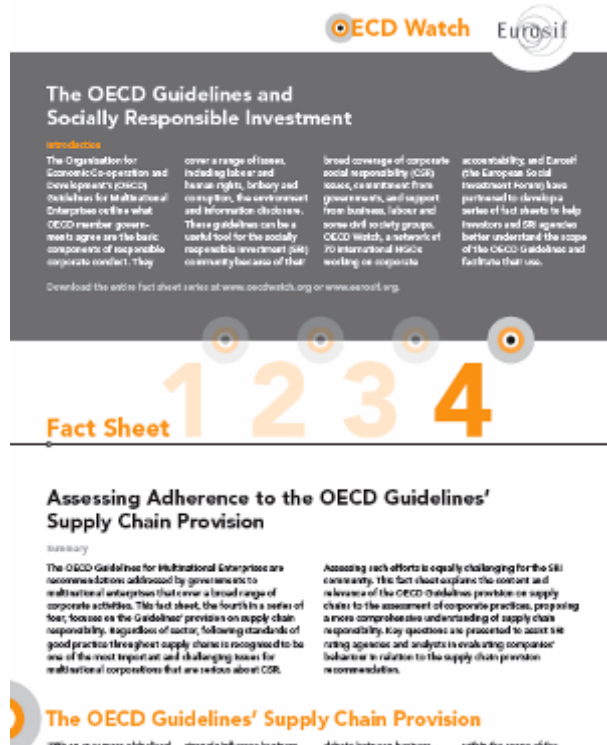 OECD Watch
Eurosif
The OECD Guidelines and
Socially Responsible Investment
Introduction
The Organisation for
Economic Co-operation and
Development's (OECD)
Guidelines for Multinational
Enterprises outline what
OECD member govern-
ments agree are the basic
components of responsible
corporate conduct. They
cover a range of issues,
including labour and
human rights, bribery and
corruption, the environment
and information disclosure.
These guidelines can be a
useful tool for the socially
responsible investment (SRI)
community because of their
broad coverage of corporate
social responsibility (CSR)
issues, commitment from
governments, and support
from business, labour and
some civil society groups.
OECD Watch, a network of
70 international NGOs
working on corporate
accountability, and Eurosif
(the European Social
Investment Forum) have
partnered to develop a
series of fact sheets to help
investors and SRI agencies
better understand the scope
of the OECD Guidelines and
facilitate their use.
Download the entire fact sheet series at www.oecdwatch.org or www.eurosif.org.
Fact Sheet 1 2 3 4
Assessing Adherence to the OECD Guidelines'
Supply Chain Provision
Summary
The OECD Guidelines for Multinational Enterprises are
recommendations addressed by governments to
multinational enterprises that cover a broad range of
corporate activities. This fact sheet, the fourth in a series of
four, focuses on the Guidelines' provision on supply chain
responsibility. Regardless of sector, following standards of
good practice throughout supply chains is recognised to be
one of the most important and challenging issues for
multinational corporations that are serious about CSR.
Assessing such efforts is equally challenging for the SRI
community. This fact sheet explains the content and
relevance of the OECD Guidelines provision on supply
chains to the assessment of corporate practices, proposing
a more comprehensive understanding of supply chain
responsibility. Key questions are presented to assist SRI
rating agencies and analysts in evaluating companies'
behaviour in relation to the supply chain provision
recommendation.
The OECD Guidelines' Supply Chain Provision